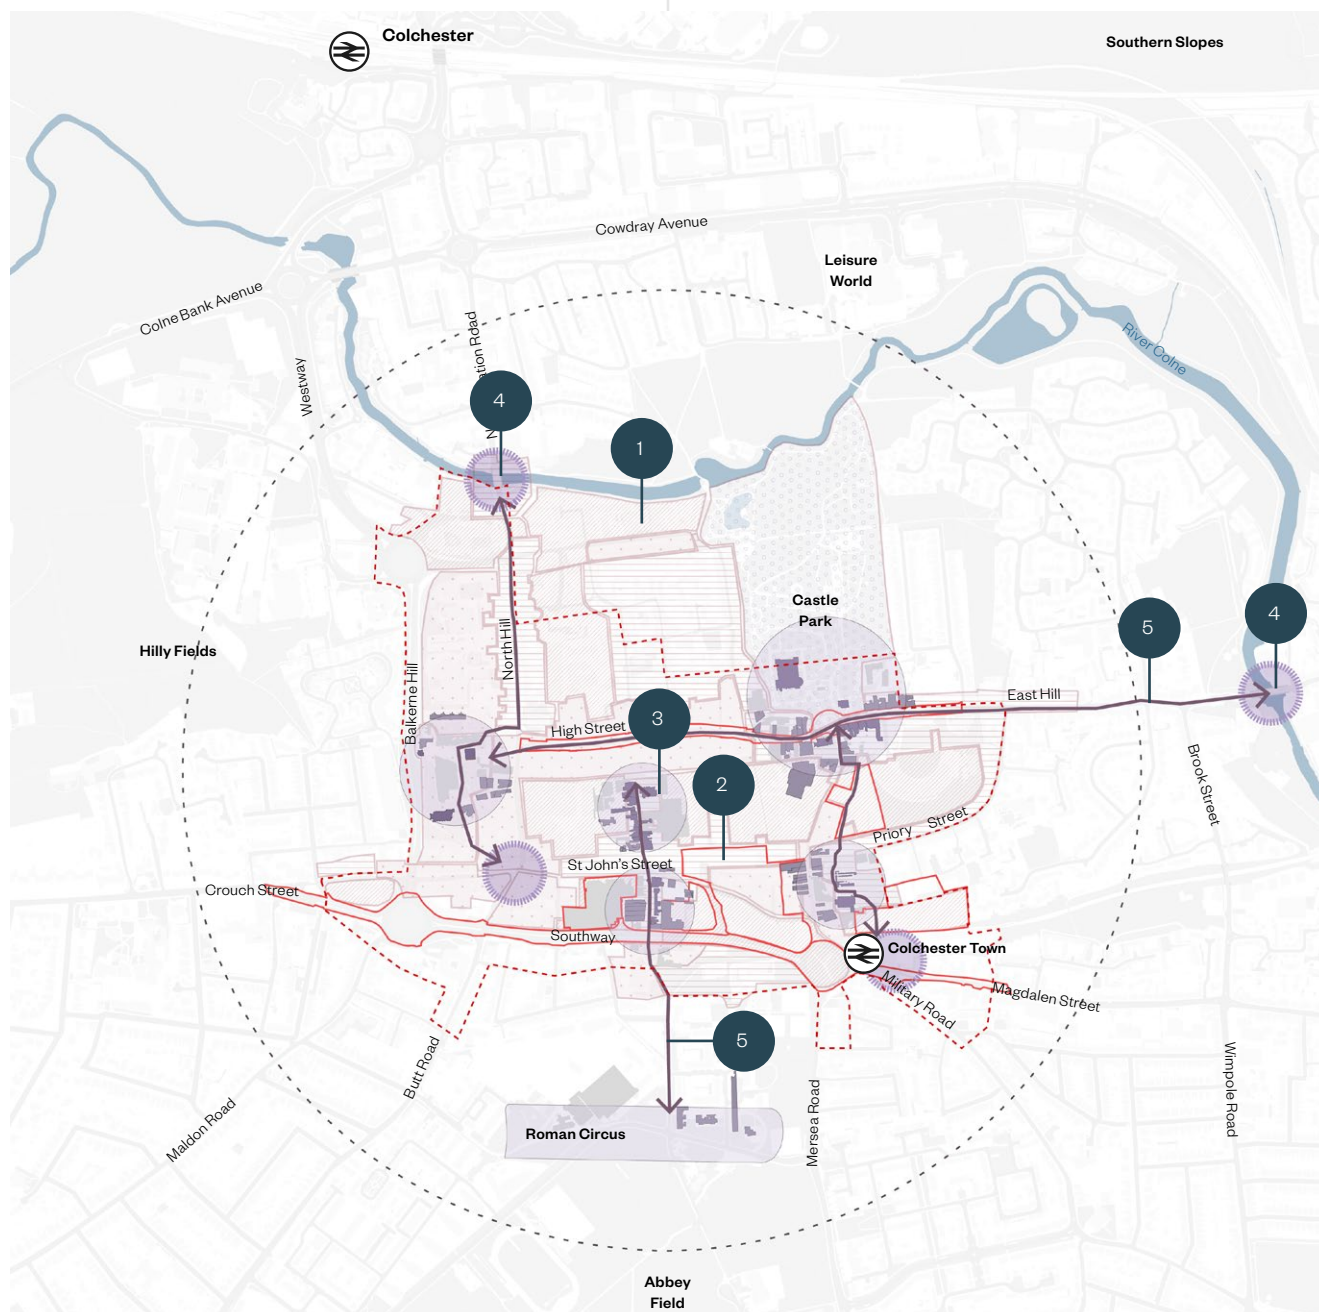 Colchester
Southern Slopes
Cowdray Avenue
Leisure
World
Colne Bank Avenue
River Colne
Westway
4
1
Castle
Park
4
5
Hilly Fields
North Hill
Balkerne Hill
East Hill
3
High Street
2
Brook Street
Priory Street
St John's Street
Crouch Street
Southway
Colchester Town
Military Road
Magdalen Street
5
Butt Road
Wimpole Road
Maldon Road
Mersea Road
Roman Circus
Abbey
Field